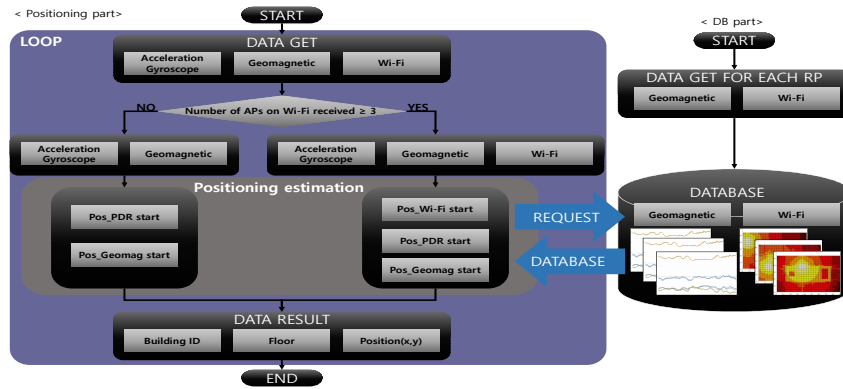 < Positioning part>
START
LOOP
DATA GET
Acceleration
Gyroscope
Geomagnetic
Wi-Fi
Number of APs on Wi-Fi received ≥ 3
NO
YES
Acceleration
Gyroscope
Geomagnetic
Acceleration
Gyroscope
Geomagnetic
Wi-Fi
Positioning estimation
Pos_PDR start
Pos_Geomag start
Pos_Wi-Fi start
Pos_PDR start
Pos_Geomag start
REQUEST
DATABASE
DATA RESULT
Building ID
Floor
Position(x,y)
END
< DB part>
START
DATA GET FOR EACH RP
Geomagnetic
Wi-Fi
DATABASE
Geomagnetic
Wi-Fi